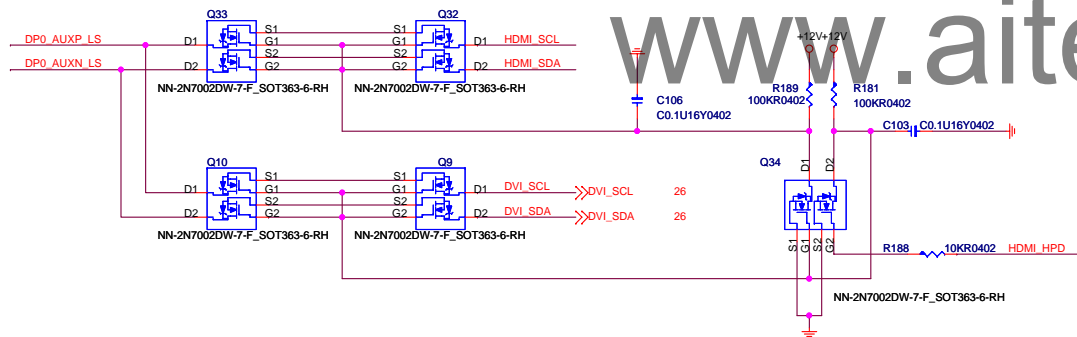 www.aite
Q33
Q32
+12V+12V
DP0_AUXP_LS
D1
S1
G1
S1
G1
D1
HDMI_SCL
DP0_AUXN_LS
D2
S2
G2
S2
G2
D2
HDMI_SDA
NN-2N7002DW-7-F_SOT363-6-RH
NN-2N7002DW-7-F_SOT363-6-RH
C106
C0.1U16Y0402
R189
100KR0402
R181
100KR0402
C103
C0.1U16Y0402
Q10
Q9
Q34
D1
D2
D1
S1
G1
S1
G1
D1
DVI_SCL
DVI_SCL
26
D2
S2
G2
S2
G2
D2
DVI_SDA
DVI_SDA
26
NN-2N7002DW-7-F_SOT363-6-RH
NN-2N7002DW-7-F_SOT363-6-RH
S1
G1
S2
G2
R188
10KR0402
HDMI_HPD
NN-2N7002DW-7-F_SOT363-6-RH